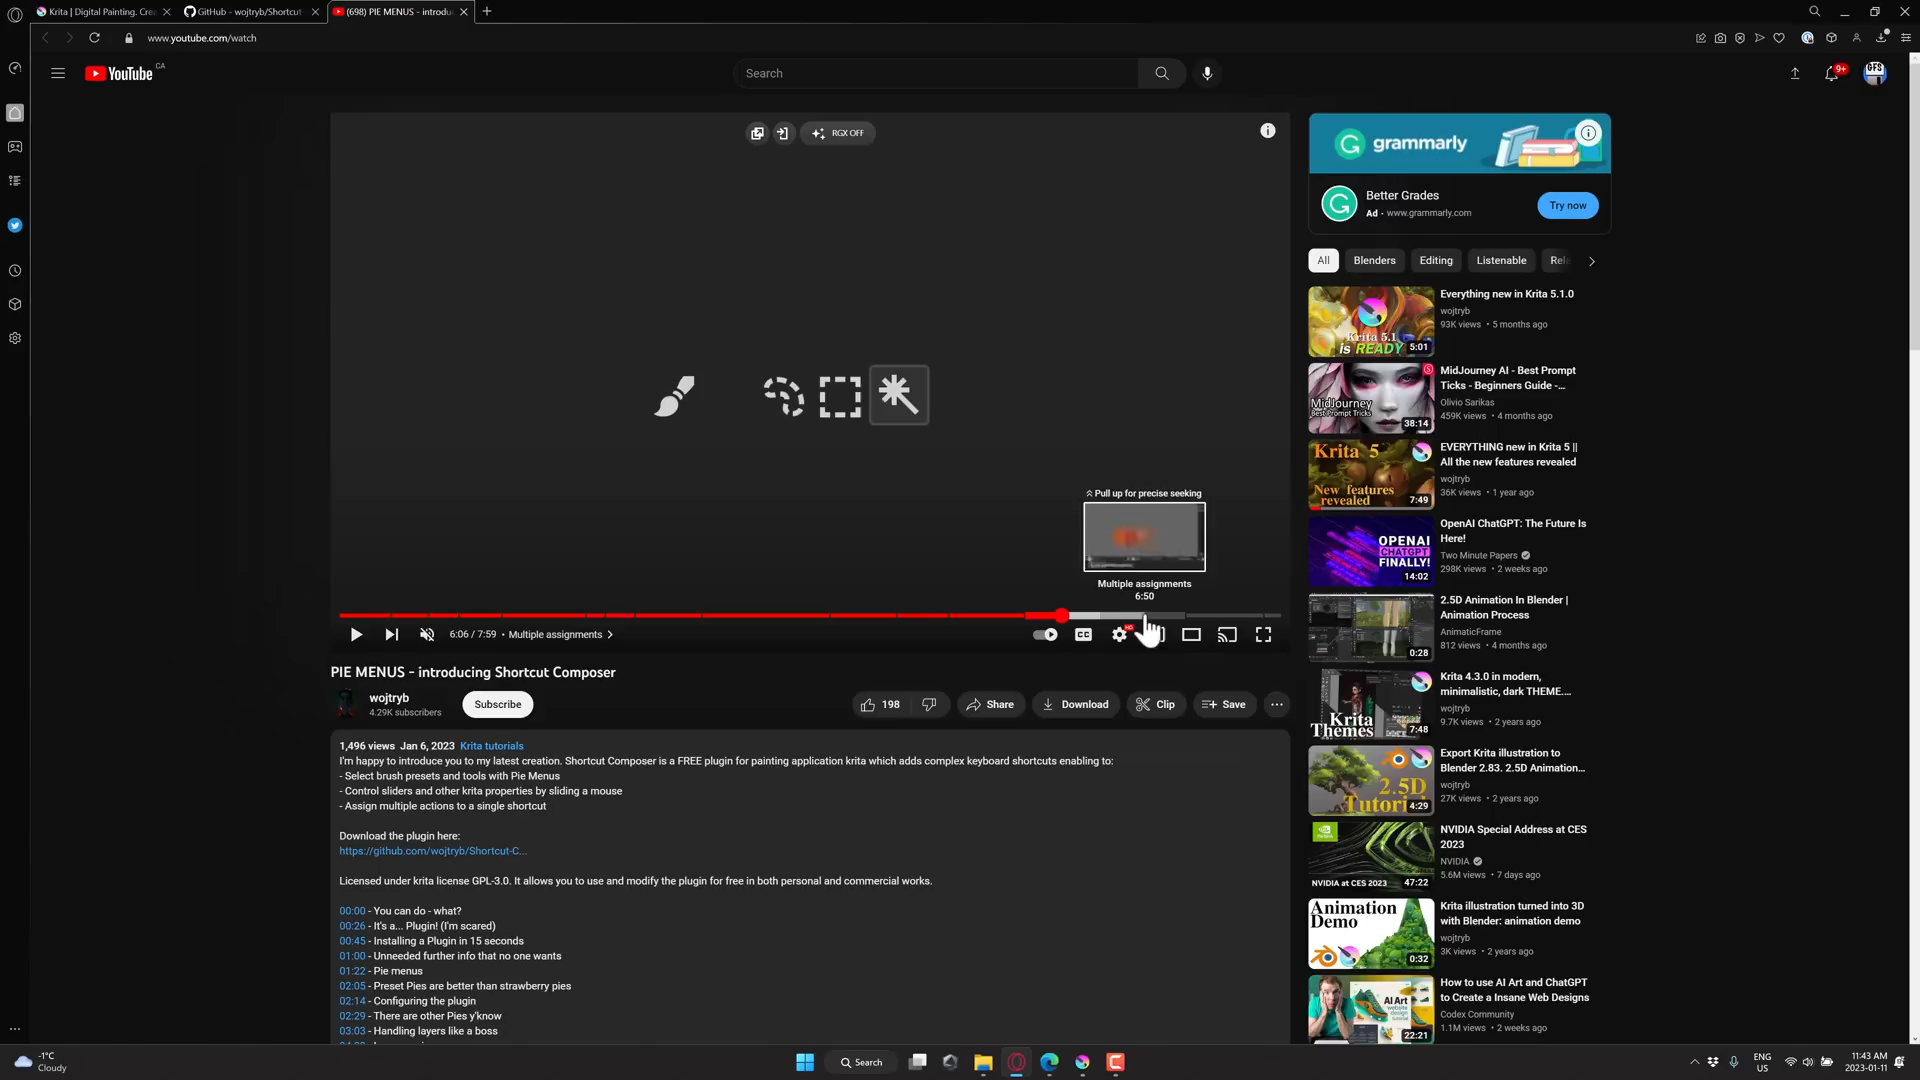 Krita | Digital Painting. Cre
GitHub - wojtryb/Shortcut-
(698) PIE MENUS - introdu
www.youtube.com/watch
YouTube CA
Search
9+
RGX OFF
grammarly
Better Grades
Ad · www.grammarly.com
Try now
All
Blenders
Editing
Listenable
Rel
Everything new in Krita 5.1.0
wojtryb
93K views • 5 months ago
Krita 5.1
is READY
5:01
MidJourney AI - Best Prompt
Ticks - Beginners Guide -...
Olivio Sarikas
459K views • 4 months ago
MidJourney
Best Prompt Tricks
38:14
EVERYTHING new in Krita 5 ||
All the new features revealed
wojtryb
36K views • 1 year ago
Krita 5
New features
revealed
7:49
OpenAI ChatGPT: The Future Is
Here!
Two Minute Papers
298K views • 2 weeks ago
OPENAI
CHATGPT
FINALLY!
14:02
2.5D Animation In Blender |
Animation Process
AnimaticFrame
812 views • 4 months ago
0:28
Krita 4.3.0 in modern,
minimalistic, dark THEME....
wojtryb
9.7K views • 2 years ago
Krita
Themes
7:48
Export Krita illustration to
Blender 2.83. 2.5D Animation...
wojtryb
27K views • 2 years ago
2.5D
Tutori
4:29
NVIDIA Special Address at CES
2023
NVIDIA
5.6M views • 7 days ago
NVIDIA at CES 2023
47:22
Krita illustration turned into 3D
with Blender: animation demo
wojtryb
3K views • 2 years ago
Animation
Demo
0:32
How to use AI Art and ChatGPT
to Create a Insane Web Designs
Codex Community
1.1M views • 2 weeks ago
AI Art
22:21
Pull up for precise seeking
Multiple assignments
6:50
6:06 / 7:59 • Multiple assignments
CC
HD
PIE MENUS - introducing Shortcut Composer
wojtryb
4.29K subscribers
Subscribe
198
Share
Download
Clip
Save
1,496 views Jan 6, 2023 Krita tutorials
I'm happy to introduce you to my latest creation. Shortcut Composer is a FREE plugin for painting application krita which adds complex keyboard shortcuts enabling to:
- Select brush presets and tools with Pie Menus
- Control sliders and other krita properties by sliding a mouse
- Assign multiple actions to a single shortcut
Download the plugin here:
https://github.com/wojtryb/Shortcut-C...
Licensed under krita license GPL-3.0. It allows you to use and modify the plugin for free in both personal and commercial works.
00:00 - You can do - what?
00:26 - It's a... Plugin! (I'm scared)
00:45 - Installing a Plugin in 15 seconds
01:00 - Unneeded further info that no one wants
01:22 - Pie menus
02:05 - Preset Pies are better than strawberry pies
02:14 - Configuring the plugin
02:29 - There are other Pies y'know
03:03 - Handling layers like a boss
-1°C
Cloudy
Search
ENG
US
11:43 AM
2023-01-11